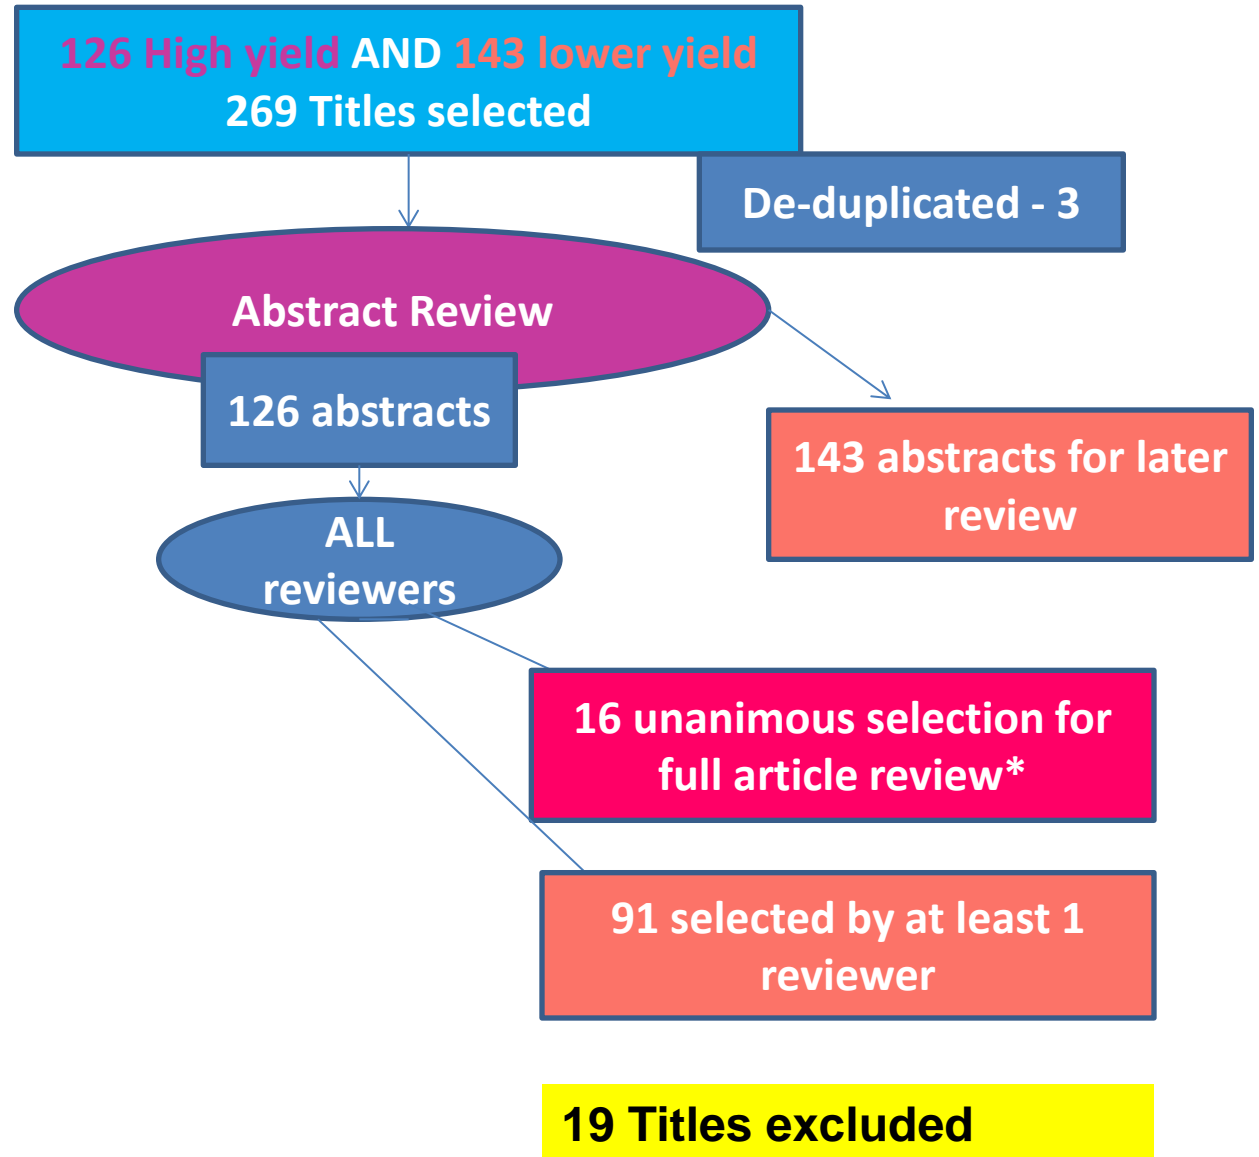 126 High yield AND 143 lower yield
269 Titles selected
De-duplicated - 3
Abstract Review
126 abstracts
143 abstracts for later
review
ALL
reviewers
16 unanimous selection for
full article review*
91 selected by at least 1
reviewer
19 Titles excluded